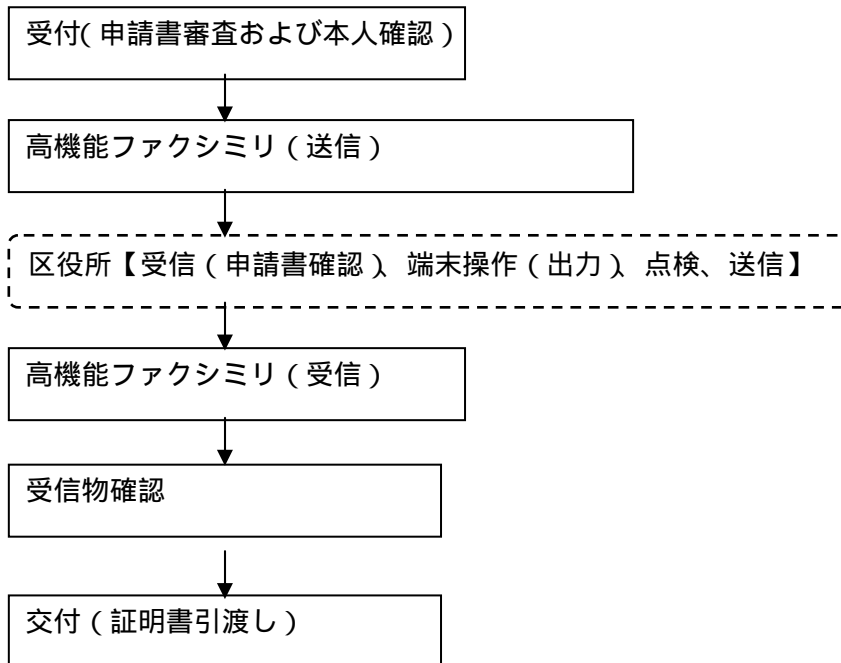 受付（申請書審査および本人確認）
高機能ファクシミリ（送信）
区役所【受信（申請書確認）、端末操作（出力）、点検、送信】
高機能ファクシミリ（受信）
受信物確認
交付（証明書引渡し）